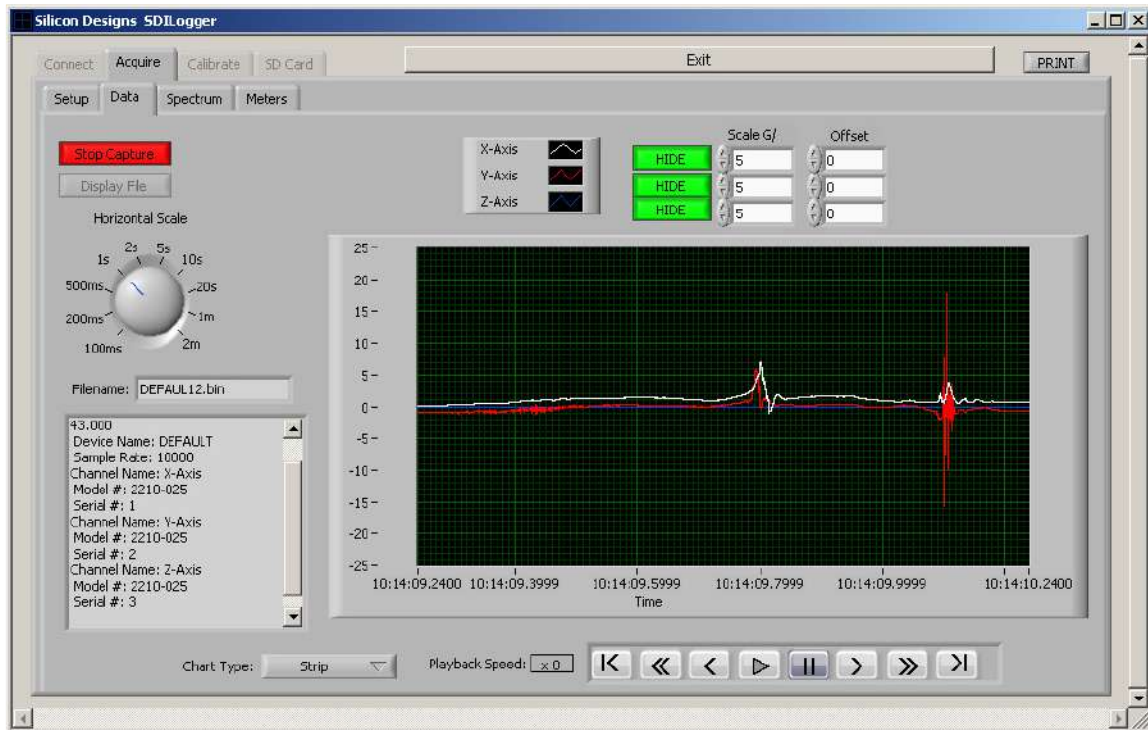 Silicon Designs SDILogger
Connect Acquire Calibrate SD Card Exit PRINT
Setup Data Spectrum Meters
Stop Capture
Display File
X-Axis
Y-Axis
Z-Axis
Scale G/ Offset
HIDE 5 0
HIDE 5 0
HIDE 5 0
Horizontal Scale
2s 5s
1s 10s
500ms 20s
200ms 1m
100ms 2m
Filename: DEFAUL12.bin
43.000
Device Name: DEFAULT
Sample Rate: 10000
Channel Name: X-Axis
Model #: 2210-025
Serial #: 1
Channel Name: Y-Axis
Model #: 2210-025
Serial #: 2
Channel Name: Z-Axis
Model #: 2210-025
Serial #: 3
25
20
15
10
5
0
-5
-10
-15
-20
-25
10:14:09.2400 10:14:09.3999 10:14:09.5999 10:14:09.7999 10:14:09.9999 10:14:10.2400
Time
Chart Type: Strip Playback Speed: x 0